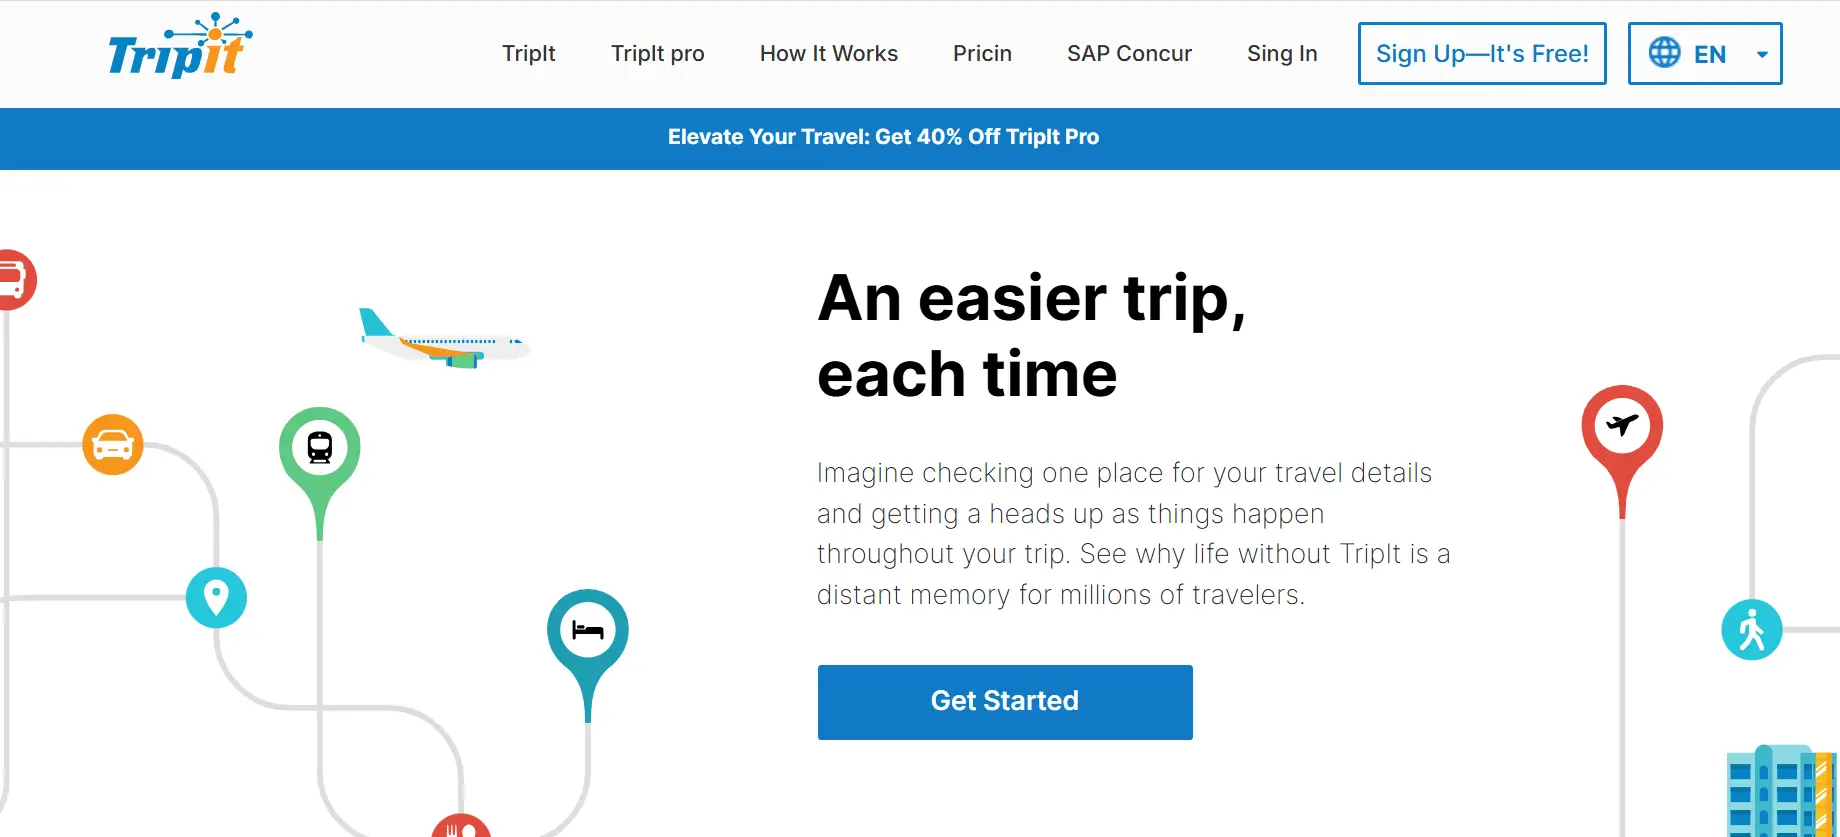 TripIt
TripIt
TripIt pro
How It Works
Pricin
SAP Concur
Sing In
Sign Up—It's Free!
EN
Elevate Your Travel: Get 40% Off TripIt Pro
An easier trip,
each time
Imagine checking one place for your travel details
and getting a heads up as things happen
throughout your trip. See why life without TripIt is a
distant memory for millions of travelers.
Get Started